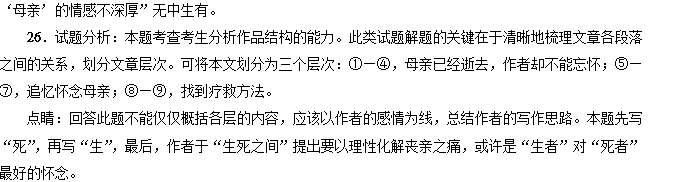 ‘母亲’的情感不深厚”无中生有。
26．试题分析：本题考查考生分析作品结构的能力。此类试题解题的关键在于清晰地梳理文章各段落
之间的关系，划分文章层次。可将本文划分为三个层次：①—④，母亲已经逝去，作者却不能忘怀；⑤—
⑦，追忆怀念母亲；⑧—⑨，找到疗救方法。
点睛：回答此题不能仅仅概括各层的内容，应该以作者的感情为线，总结作者的写作思路。本题先写
“死”，再写“生”，最后，作者于“生死之间”提出要以理性化解丧亲之痛，或许是“生者”对“死者”
最好的怀念。